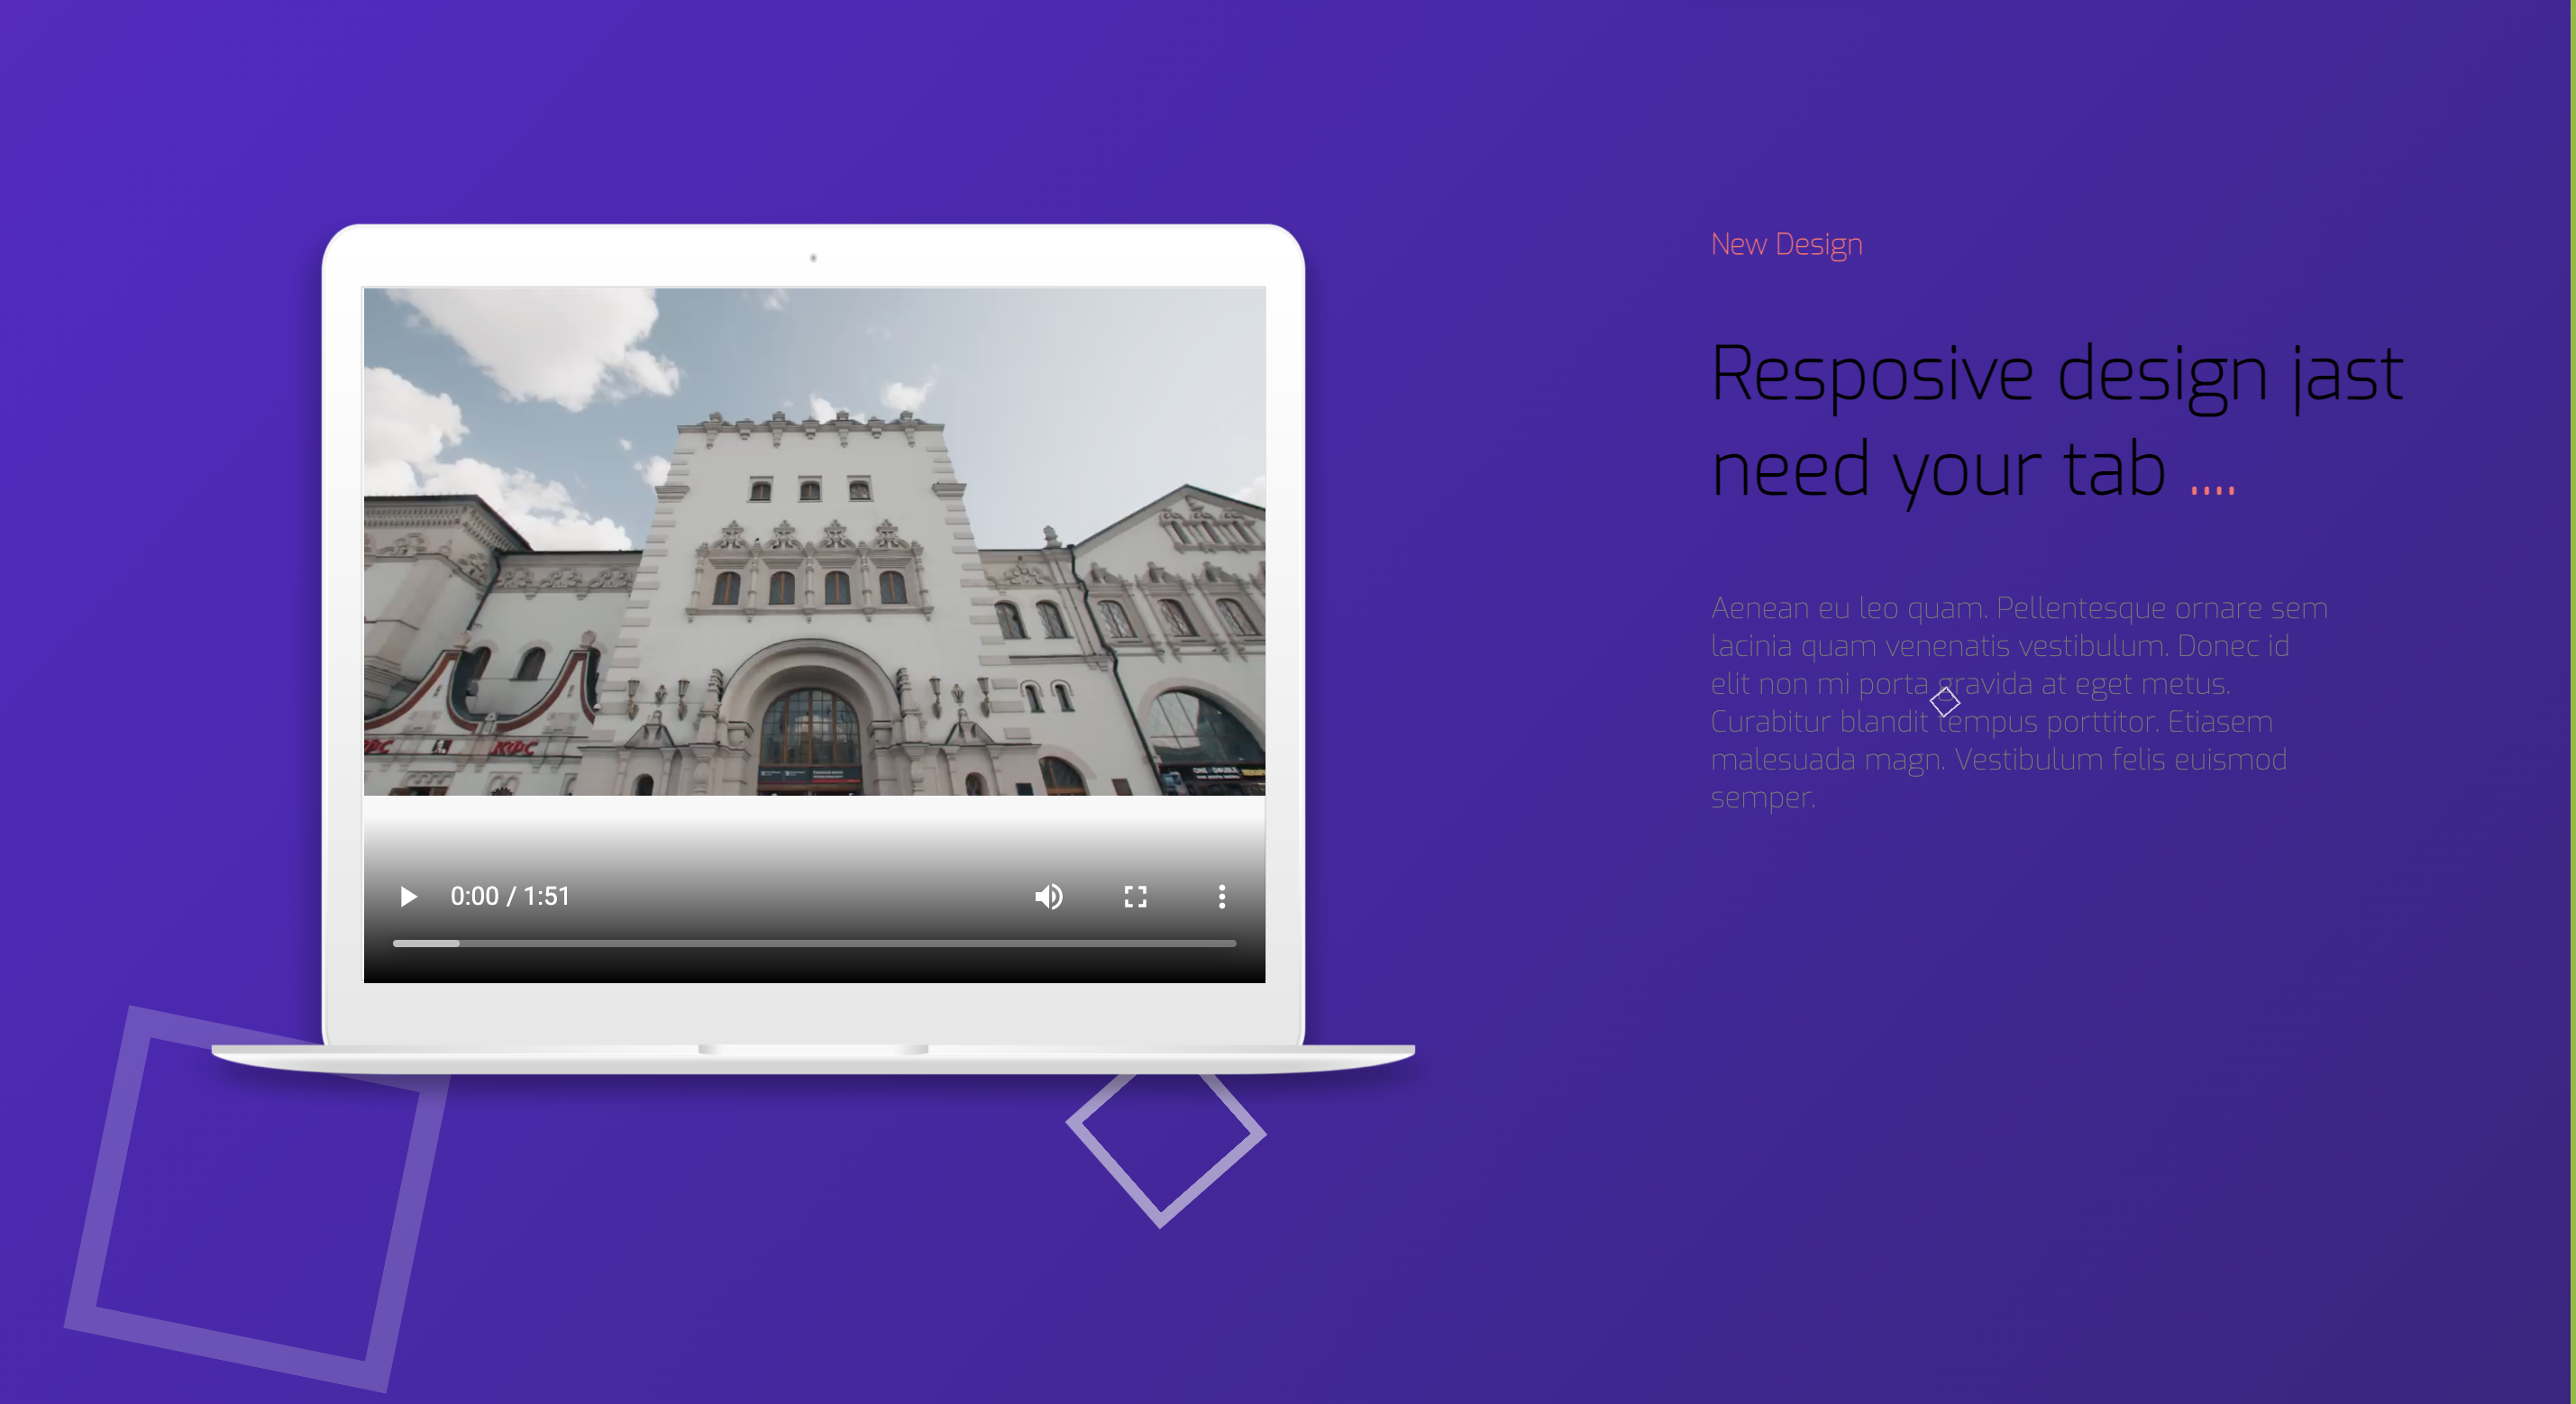 New Design
Resposive design jast
need your tab ....
Aenean eu leo quam. Pellentesque ornare sem
lacinia quam venenatis vestibulum. Donec id
elit non mi porta gravida at eget metus.
Curabitur blandit tempus porttitor. Etiasem
malesuada magn. Vestibulum felis euismod
semper.
ONE DOUBLE
0:00 / 1:51